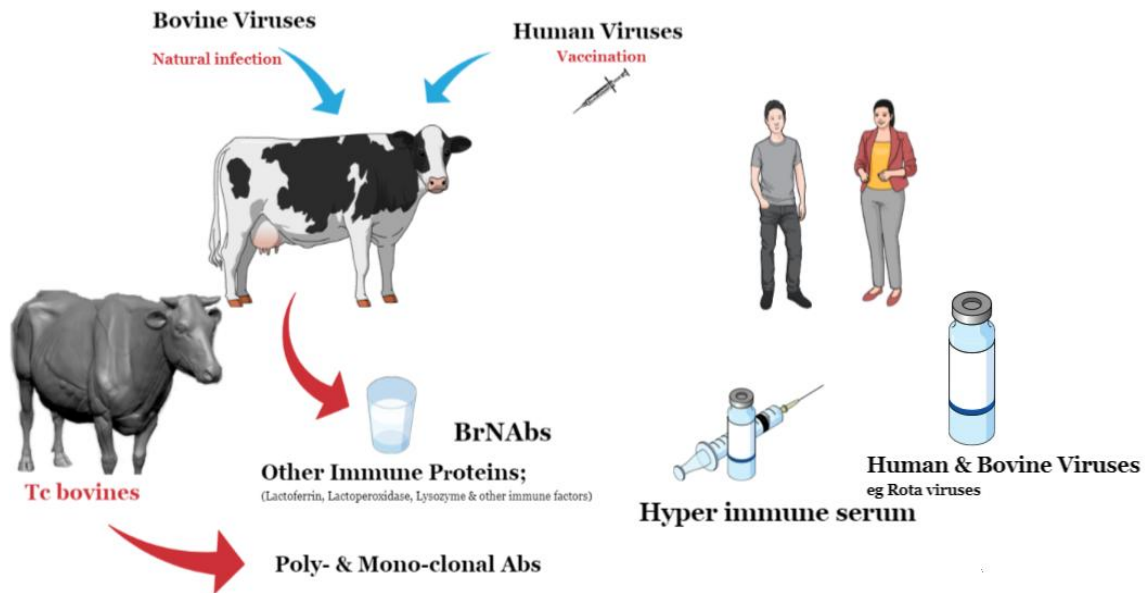 Bovine Viruses
Natural infection
Human Viruses
Vaccination
BrNAbs
Other Immune Proteins;
(Lactoferrin, Lactoperoxidase, Lysozyme & other immune factors)
Tc bovines
Poly- & Mono-clonal Abs
Hyper immune serum
Human & Bovine Viruses
eg Rota viruses